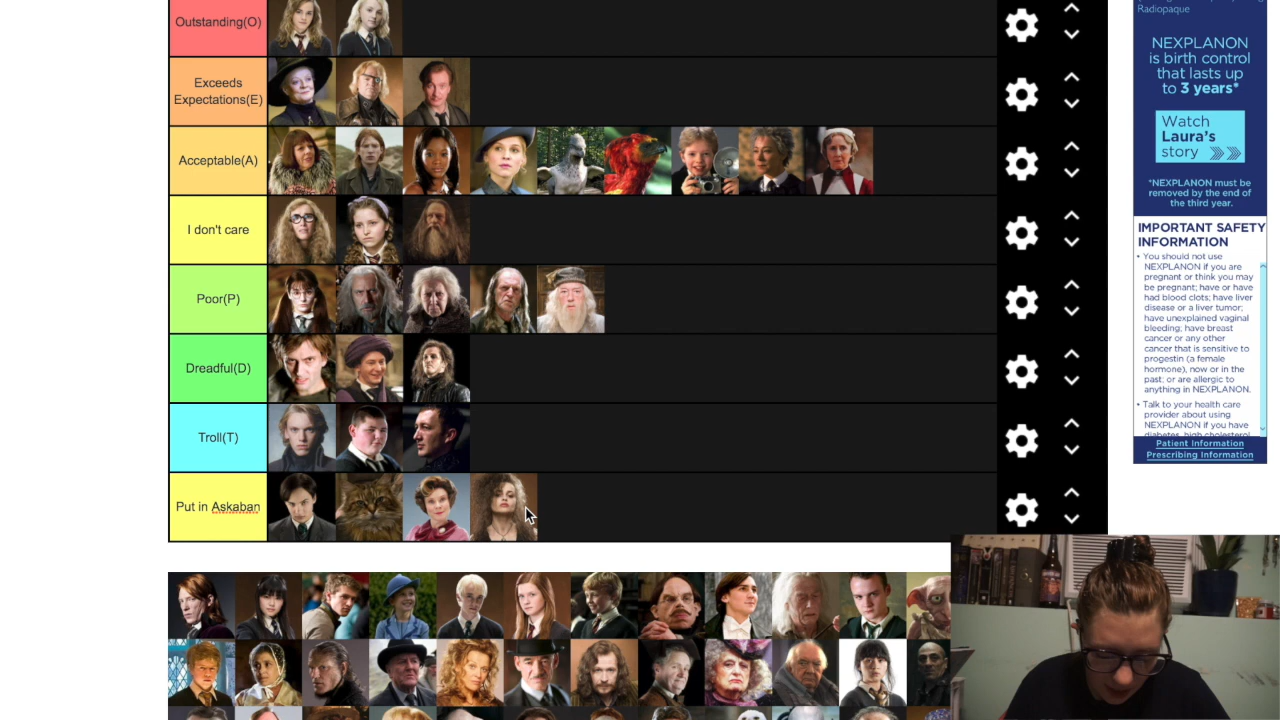 Outstanding(O)
Exceeds
Expectations(E)
Acceptable(A)
I don't care
Poor(P)
Dreadful(D)
Troll(T)
Put in Askaban
Radiopaque
NEXPLANON
is birth control
that lasts up
to 3 years*
Watch
Laura's
story
*NEXPLANON must be
removed by the end of
the third year.
IMPORTANT SAFETY
INFORMATION
• You should not use
NEXPLANON if you are
pregnant or think you may
be pregnant; have or have
had blood clots; have liver
disease or a liver tumor;
have unexplained vaginal
bleeding; have breast
cancer or any other
cancer that is sensitive to
progestin (a female
hormone), now or in the
past; or are allergic to
anything in NEXPLANON.
• Talk to your health care
provider about using
NEXPLANON if you have
diabetes, high cholesterol
Patient Information
Prescribing Information